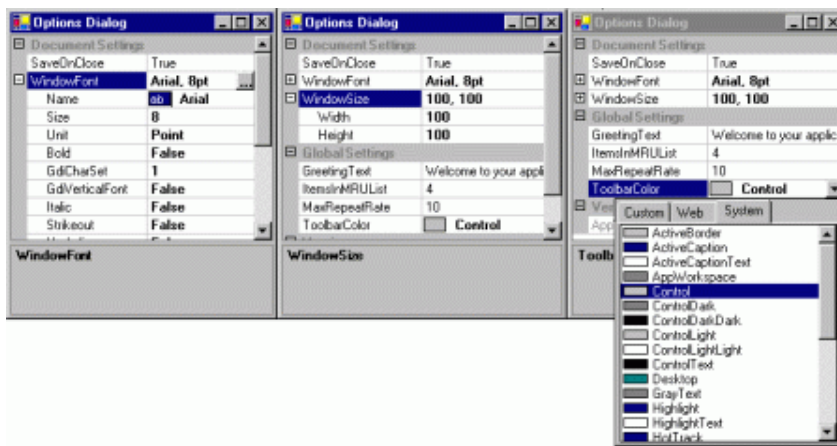 Options Dialog
Document Settings
SaveOnClose True
WindowFont Arial, 8pt ...
Name ab Arial
Size 8
Unit Point
Bold False
GdiCharSet 1
GdiVerticalFont False
Italic False
Strikeout False
WindowFont
Options Dialog
Document Settings
SaveOnClose True
WindowFont Arial, 8pt
WindowSize 100, 100
Width 100
Height 100
Global Settings
GreetingText Welcome to your appli
ItemsInMRUList 4
MaxRepeatRate 10
ToolbarColor Control
WindowSize
Options Dialog
Document Settings
SaveOnClose True
WindowFont Arial, 8pt
WindowSize 100, 100
Global Settings
GreetingText Welcome to your applic
ItemsInMRUList 4
MaxRepeatRate 10
ToolbarColor Control
Ver
App
Toolb
Custom Web System
ActiveBorder
ActiveCaption
ActiveCaptionText
AppWorkspace
Control
ControlDark
ControlDarkDark
ControlLight
ControlLightLight
ControlText
Desktop
GrayText
Highlight
HighlightText
HotTrack